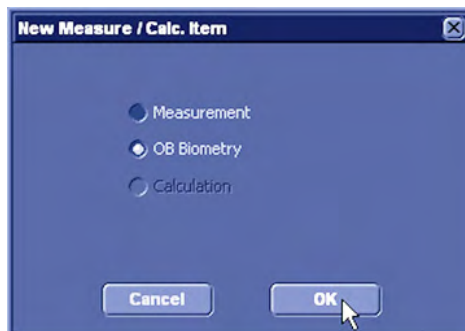 New Measure / Calc. Item
Measurement
OB Biometry
Calculation
Cancel OK